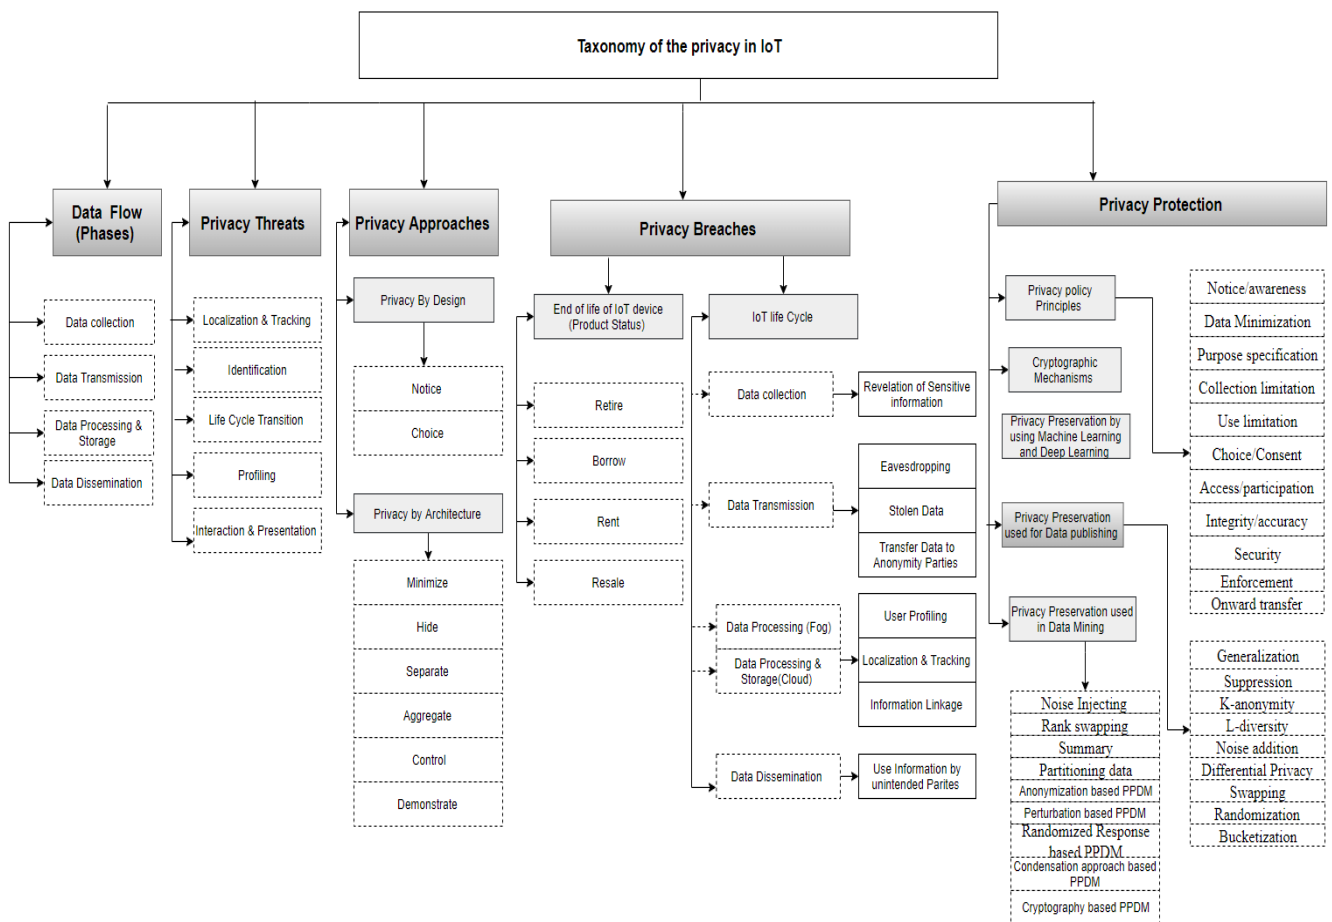 Taxonomy of the privacy in IoT
Data Flow
(Phases)
Data collection
Data Transmission
Data Processing &
Storage
Data Dissemination
Privacy Threats
Localization & Tracking
Identification
Life Cycle Transition
Profiling
Interaction & Presentation
Privacy Approaches
Privacy By Design
Notice
Choice
Privacy by Architecture
Minimize
Hide
Separate
Aggregate
Control
Demonstrate
Privacy Breaches
End of life of IoT device
(Product Status)
Retire
Borrow
Rent
Resale
IoT life Cycle
Data collection
Revelation of Sensitive
information
Data Transmission
Eavesdropping
Stolen Data
Transfer Data to
Anonymity Parties
Data Processing (Fog)
Data Processing &
Storage(Cloud)
User Profiling
Localization & Tracking
Information Linkage
Data Dissemination
Use Information by
unintended Parites
Privacy Protection
Privacy policy
Principles
Cryptographic
Mechanisms
Privacy Preservation by
using Machine Learning
and Deep Learning
Privacy Preservation
used for Data publishing
Privacy Preservation used
in Data Mining
Notice/awareness
Data Minimization
Purpose specification
Collection limitation
Use limitation
Choice/Consent
Access/participation
Integrity/accuracy
Security
Enforcement
Onward transfer
Generalization
Suppression
K-anonymity
L-diversity
Noise addition
Differential Privacy
Swapping
Randomization
Bucketization
Noise Injecting
Rank swapping
Summary
Partitioning data
Anonymization based PPDM
Perturbation based PPDM
Randomized Response
based PPDM
Condensation approach based
PPDM
Cryptography based PPDM